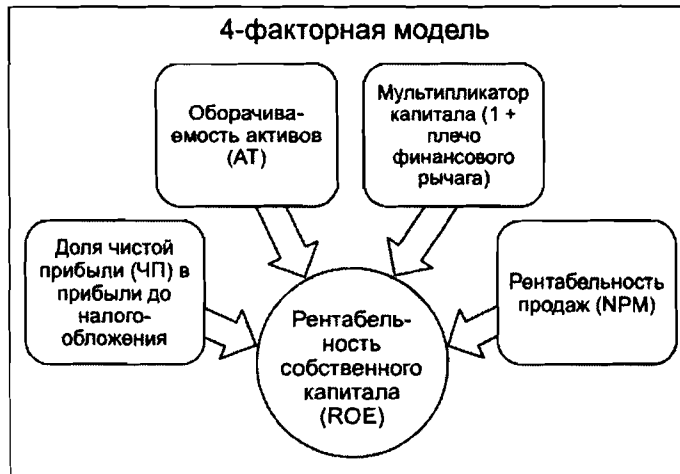 4-факторная модель
Оборачива-
емость активов
(АТ)
Мультипликатор
капитала (1 +
плечо
финансового
рычага)
Доля чистой
прибыли (ЧП) в
прибыли до
налого-
обложения
Рентабель-
ность
собственного
капитала
(ROE)
Рентабельность
продаж (NPM)